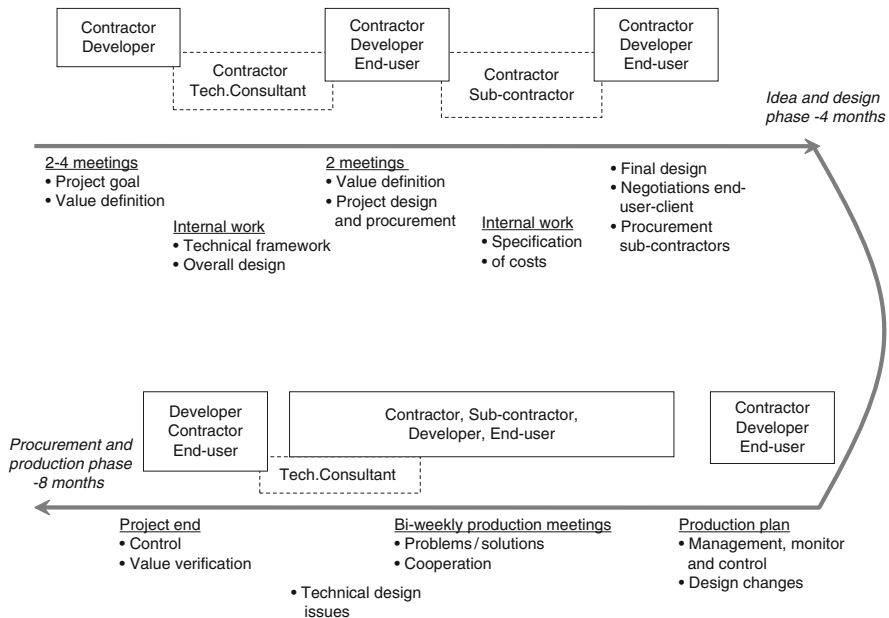 Contractor
Developer
Contractor
Tech.Consultant
Contractor
Developer
End-user
Contractor
Sub-contractor
Contractor
Developer
End-user
Idea and design
phase -4 months
2-4 meetings
• Project goal
• Value definition
Internal work
• Technical framework
• Overall design
2 meetings
• Value definition
• Project design
and procurement
Internal work
• Specification
• of costs
• Final design
• Negotiations end-
user-client
• Procurement
sub-contractors
Contractor
Developer
End-user
Contractor, Sub-contractor,
Developer, End-user
Tech.Consultant
Developer
Contractor
End-user
Procurement and
production phase
-8 months
Production plan
• Management, monitor
and control
• Design changes
Bi-weekly production meetings
• Problems/solutions
• Cooperation
• Technical design
issues
Project end
• Control
• Value verification